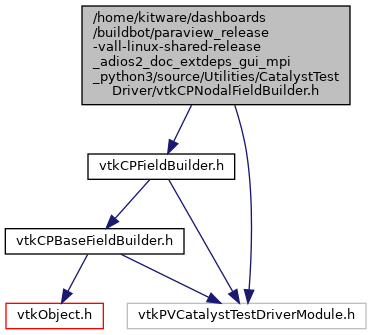 /home/kitware/dashboards
/buildbot/paraview_release
-vall-linux-shared-release
_adios2_doc_extdeps_gui_mpi
_python3/source/Utilities/CatalystTest
Driver/vtkCPNodalFieldBuilder.h
vtkCPFieldBuilder.h
vtkCPBaseFieldBuilder.h
vtkObject.h
vtkPVCatalystTestDriverModule.h